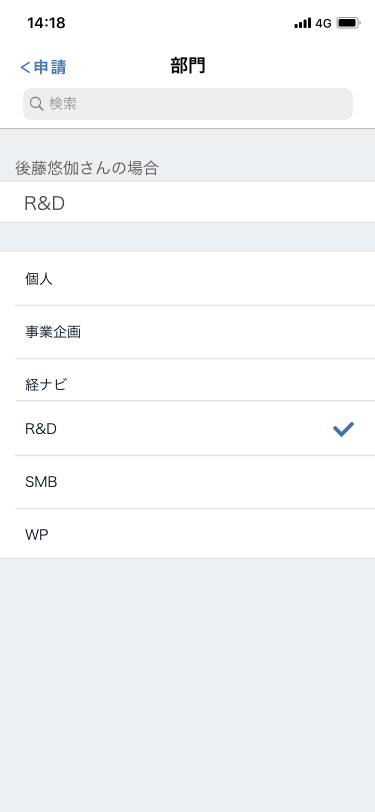 14:18
4G
<申請
部門
検索
後藤悠伽さんの場合
R&D
個人
事業企画
経ナビ
R&D
SMB
WP